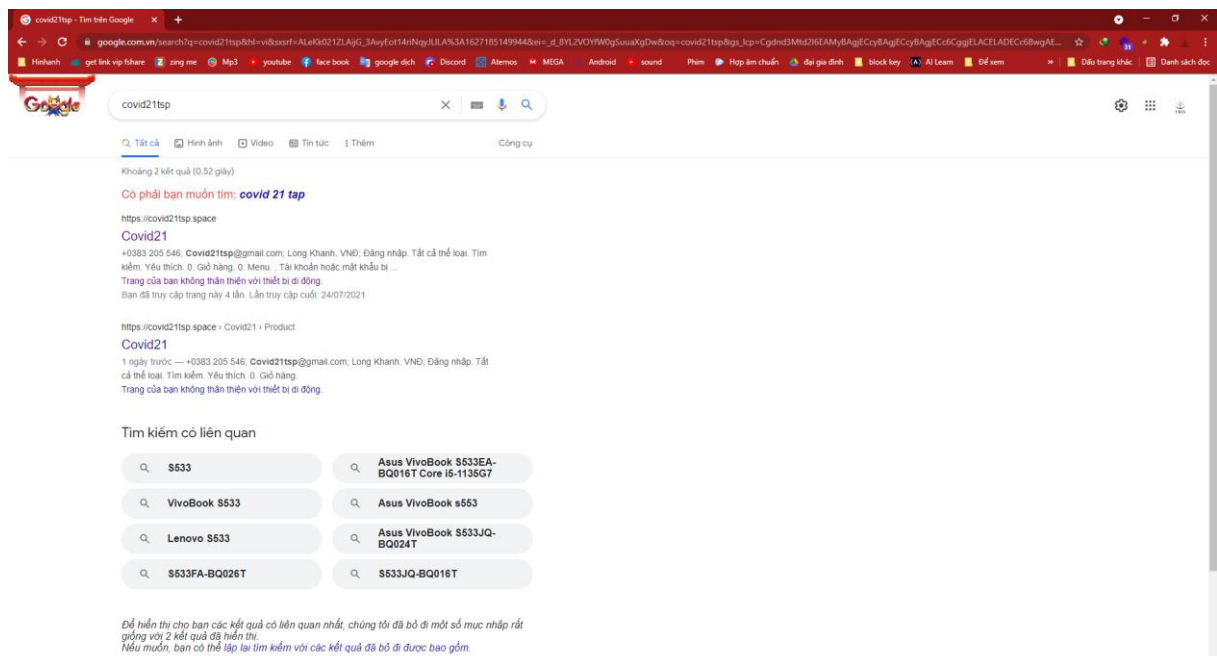 covid21tsp - Tìm trên Google
google.com.vn/search?q=covid21tsp&hl=vi&sxsrf=
Hinhanh get link vip fshare zing me Mp3 youtube face book google dich Discord Aternos MEGA Android sound Phim Hợp âm chuẩn đại gia đình block key AI Learn Để xem » Dấu trang khác Danh sách đọc
Google
covid21tsp
Tất cả Hình ảnh Video Tin tức Thêm Công cụ
Khoảng 2 kết quả (0,52 giây)
Có phải bạn muốn tìm: covid 21 tap
https://covid21tsp.space
Covid21
+0383 205 546; Covid21tsp@gmail.com; Long Khanh. VNĐ; Đăng nhập. Tất cả thể loại. Tìm
kiếm. Yêu thích. 0. Giỏ hàng. 0. Menu. . Tài khoản hoặc mật khẩu bị ...
Trang của bạn không thân thiện với thiết bị di động.
Bạn đã truy cập trang này 4 lần. Lần truy cập cuối: 24/07/2021
https://covid21tsp.space › Covid21 › Product
Covid21
1 ngày trước — +0383 205 546; Covid21tsp@gmail.com; Long Khanh. VNĐ; Đăng nhập. Tất
cả thể loại. Tìm kiếm. Yêu thích. 0. Giỏ hàng.
Trang của bạn không thân thiện với thiết bị di động.
Tìm kiếm có liên quan
S533
Asus VivoBook S533EA-
BQ016T Core i5-1135G7
VivoBook S533
Asus VivoBook s553
Lenovo S533
Asus VivoBook S533JQ-
BQ024T
S533FA-BQ026T
S533JQ-BQ016T
Để hiển thị cho bạn các kết quả có liên quan nhất, chúng tôi đã bỏ đi một số mục nhập rất
giống với 2 kết quả đã hiển thị.
Nếu muốn, bạn có thể lặp lại tìm kiếm với các kết quả đã bỏ đi được bao gồm.